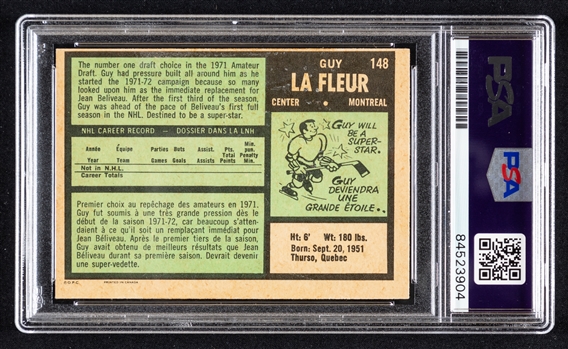 The number one draft choice in the 1971 Amateur
Draft. Guy had pressure built all around him as he
started the 1971-72 campaign because so many
looked upon him as the immediate replacement for
Jean Beliveau. After the first third of the season,
Guy was ahead of the pace of Beliveau's first full
season in the NHL. Destined to be a super-star.
GUY 148
LA FLEUR
CENTER • MONTREAL
NHL CAREER RECORD – DOSSIER DANS LA LNH
Année Équipe Parties Buts Assist. Pts. Min. Pun.
Year Team Games Goals Assists Total Points Penalty Min.
Not in N.H.L.
Career Totals
GUY WILL
BE A
SUPER-
STAR.
GUY
DEVIENDRA
UNE
GRANDE ÉTOILE..
Premier choix au repêchage des amateurs en 1971.
Guy fut soumis à une très grande pression dès le
début de la saison 1971-72, car beaucoup s'atten-
daient à ce qu'il soit un remplaçant immédiat pour
Jean Béliveau. Après le premier tiers de la saison,
Guy avait obtenu de meilleurs résultats que Jean
Béliveau durant sa première saison. Devrait devenir
une super-vedette.
Ht: 6' Wt: 180 lbs.
Born: Sept. 20, 1951
Thurso, Quebec
O.P.C. PRINTED IN CANADA
PSA
PSA
84523904